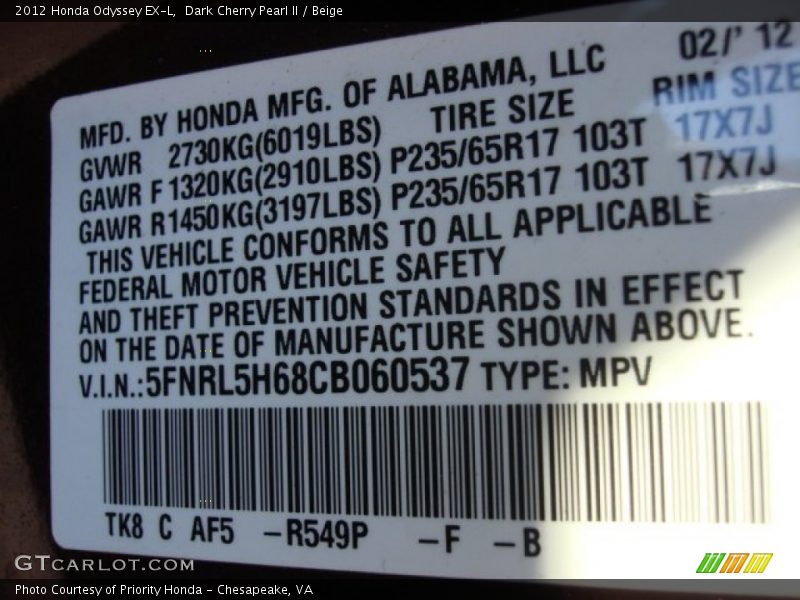 2012 Honda Odyssey EX-L, Dark Cherry Pearl II / Beige
02/' 12
MFD. BY HONDA MFG. OF ALABAMA, LLC
GVWR 2730KG(6019LBS) TIRE SIZE RIM SIZE
GAWR F 1320KG(2910LBS) P235/65R17 103T 17X7J
GAWR R1450KG(3197LBS) P235/65R17 103T 17X7J
THIS VEHICLE CONFORMS TO ALL APPLICABLE
FEDERAL MOTOR VEHICLE SAFETY
AND THEFT PREVENTION STANDARDS IN EFFECT
ON THE DATE OF MANUFACTURE SHOWN ABOVE.
V.I.N.:5FNRL5H68CB060537 TYPE: MPV
TK8 C AF5 -R549P -F -B
GTCARLOT.COM
Photo Courtesy of Priority Honda - Chesapeake, VA